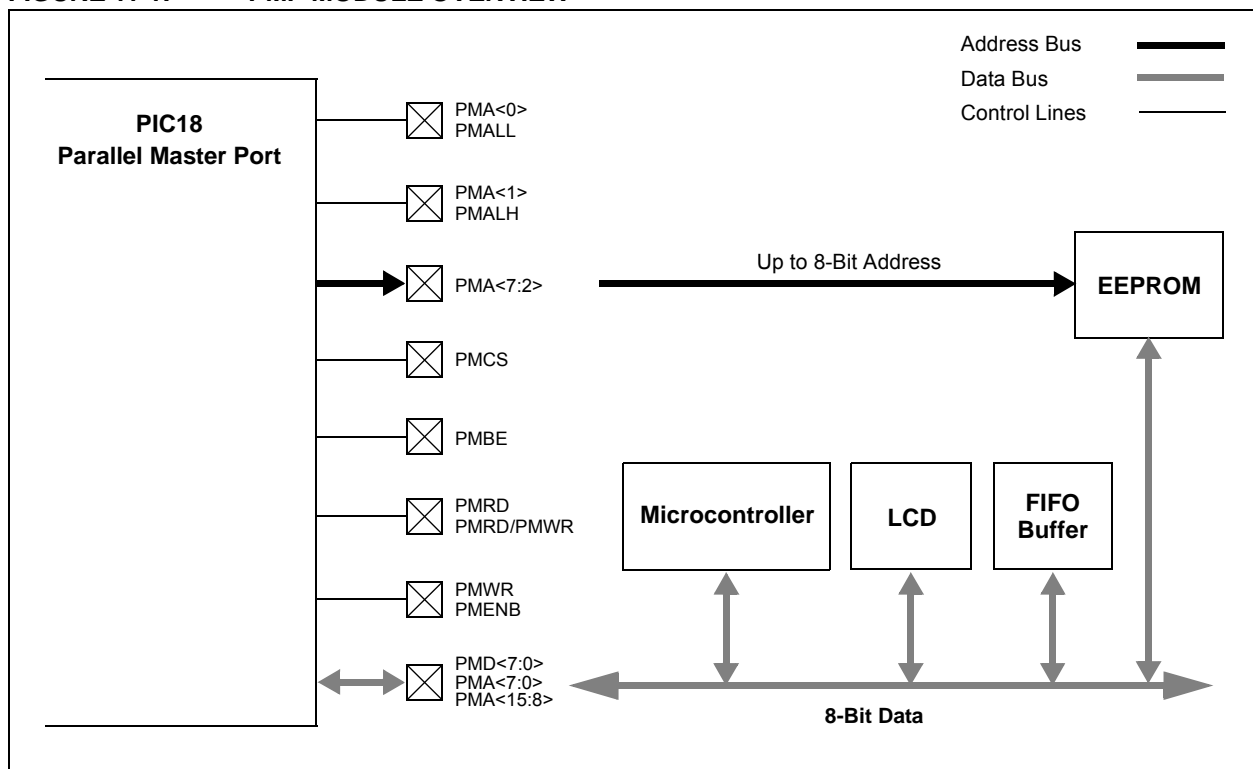 Address Bus
Data Bus
Control Lines
PIC18
Parallel Master Port
PMA<0>
PMALL
PMA<1>
PMALH
PMA<7:2>
Up to 8-Bit Address
EEPROM
PMCS
PMBE
PMRD
PMRD/PMWR
Microcontroller
LCD
FIFO
Buffer
PMWR
PMENB
PMD<7:0>
PMA<7:0>
PMA<15:8>
8-Bit Data